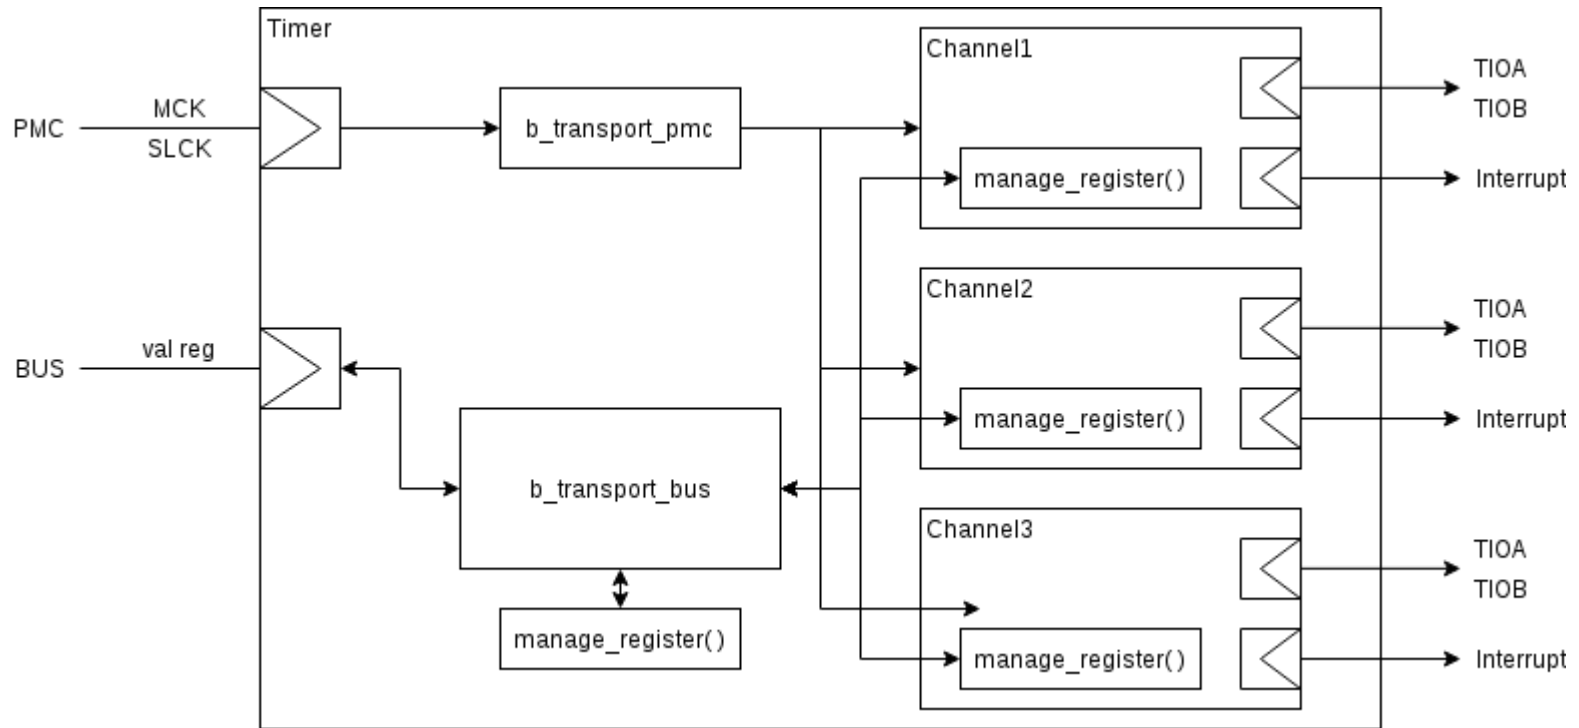 Timer
PMC
MCK
SLCK
b_transport_pmc
BUS
val reg
b_transport_bus
manage_register()
Channel1
manage_register()
TIOA
TIOB
Interrupt
Channel2
manage_register()
TIOA
TIOB
Interrupt
Channel3
manage_register()
TIOA
TIOB
Interrupt